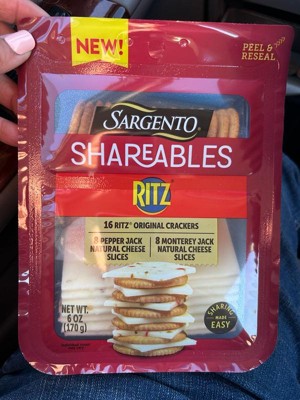 NEW!
PEEL &
RESEAL
SARGENTO®
SHAREABLES
RITZ
16 RITZ® ORIGINAL CRACKERS
8 PEPPER JACK
NATURAL CHEESE
SLICES
8 MONTEREY JACK
NATURAL CHEESE
SLICES
NET WT.
6 OZ
(170g)
SHARING
MADE
EASY